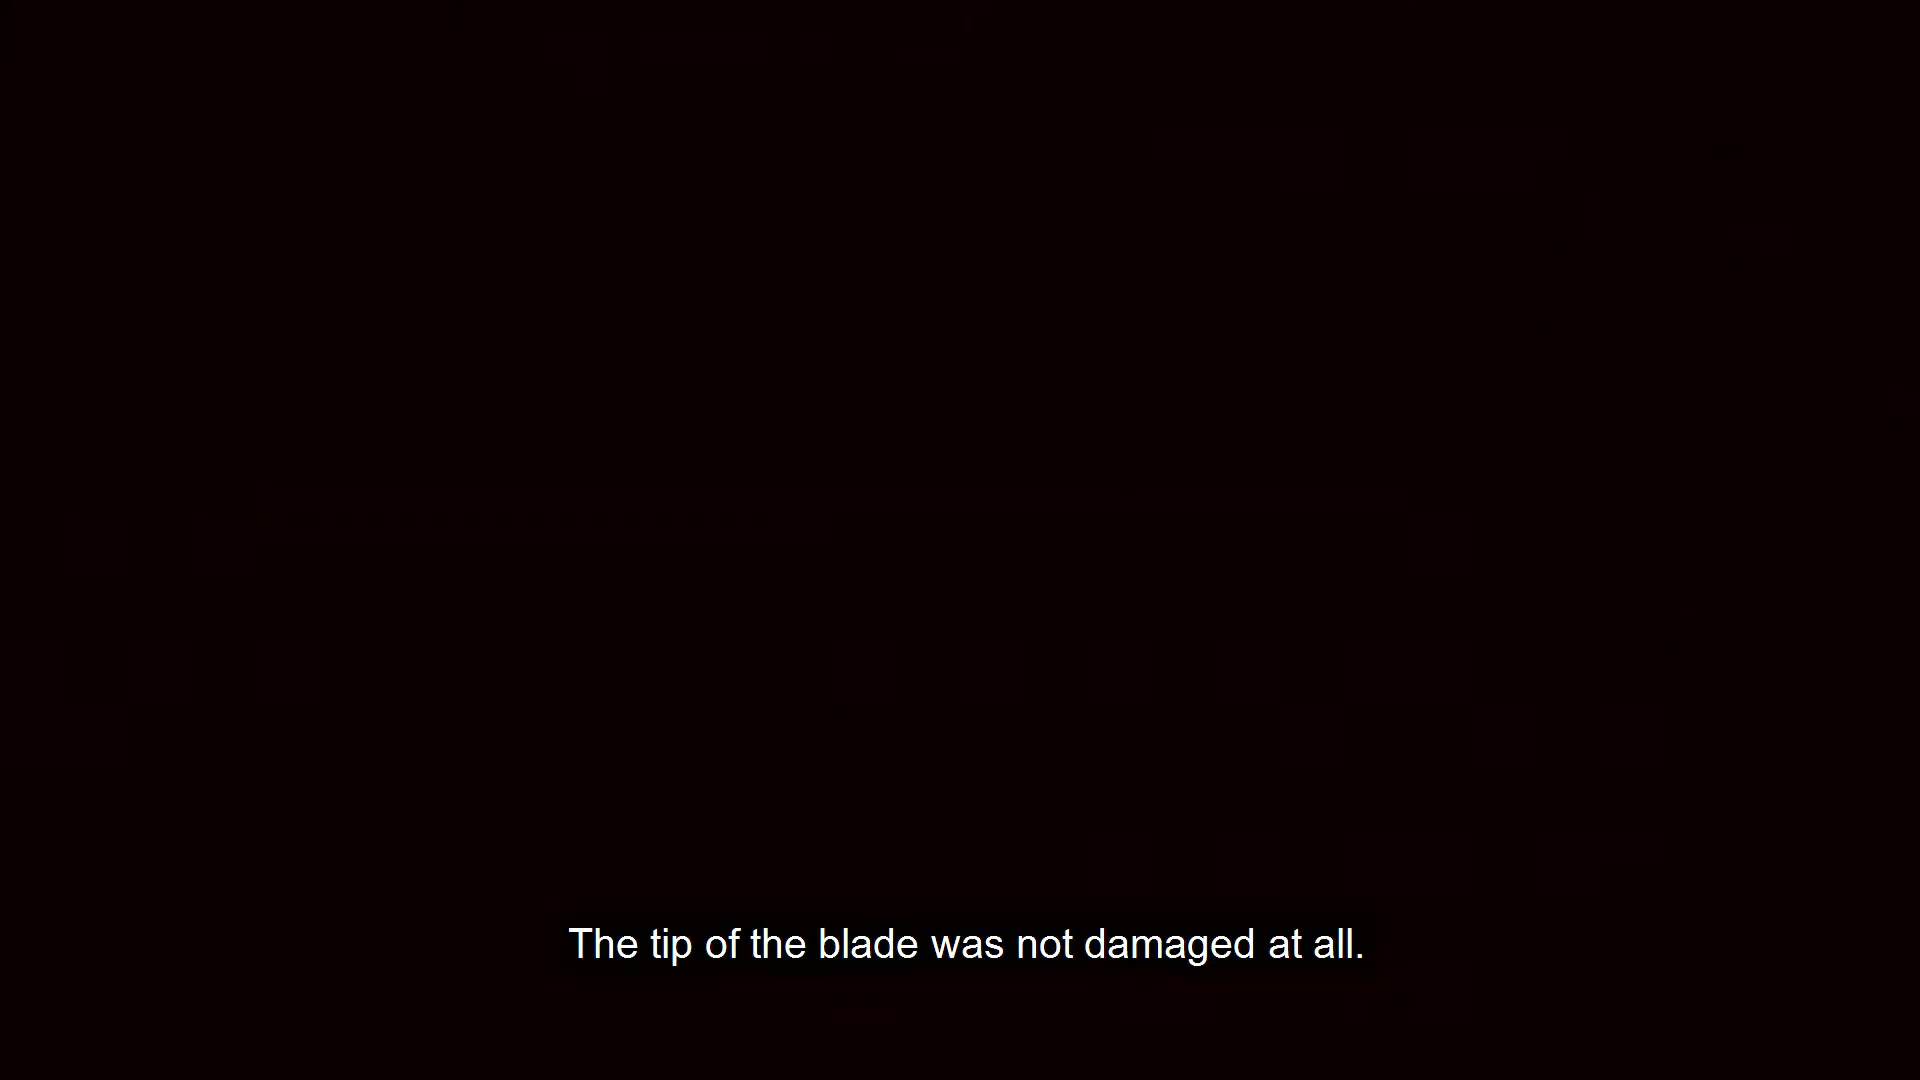 The tip of the blade was not damaged at all.